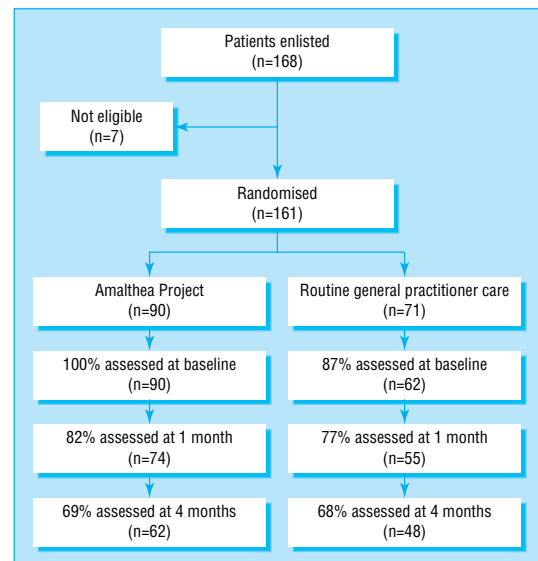 Patients enlisted
(n=168)
Not eligible
(n=7)
Randomised
(n=161)
Amalthea Project
(n=90)
Routine general practitioner care
(n=71)
100% assessed at baseline
(n=90)
87% assessed at baseline
(n=62)
82% assessed at 1 month
(n=74)
77% assessed at 1 month
(n=55)
69% assessed at 4 months
(n=62)
68% assessed at 4 months
(n=48)